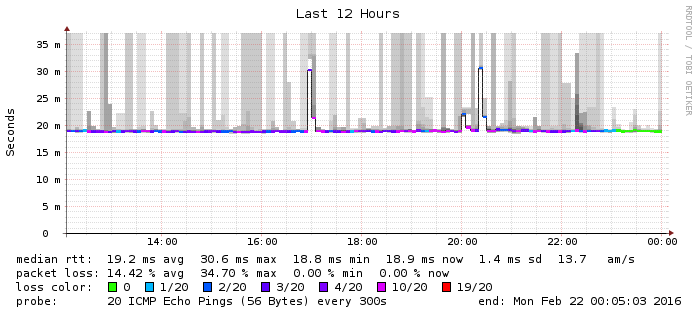 Last 12 Hours
RRDTOOL / TOBI OETIKER
Seconds
35 m
30 m
25 m
20 m
15 m
10 m
5 m
0
14:00 16:00 18:00 20:00 22:00 00:00
median rtt: 19.2 ms avg 30.6 ms max 18.8 ms min 18.9 ms now 1.4 ms sd 13.7 am/s
packet loss: 14.42 % avg 34.70 % max 0.00 % min 0.00 % now
loss color: 0 1/20 2/20 3/20 4/20 10/20 19/20
probe: 20 ICMP Echo Pings (56 Bytes) every 300s end: Mon Feb 22 00:05:03 2016